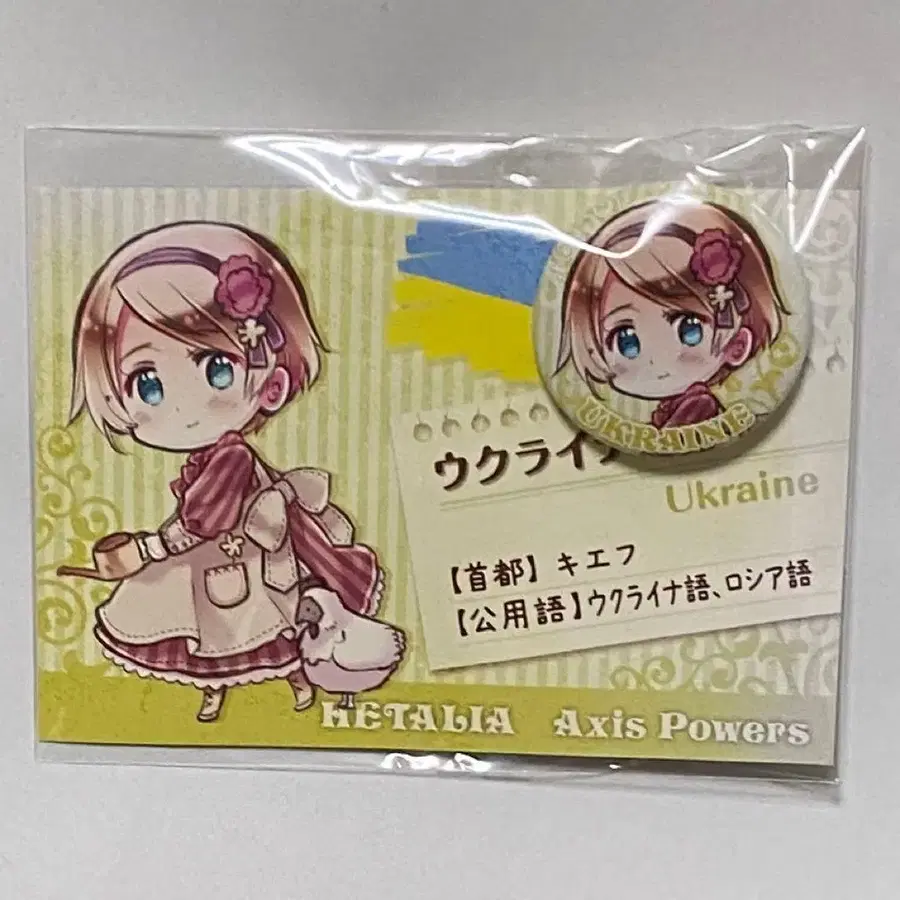 UKRAINE
ウクライ
Ukraine
【首都】キエフ
【公用語】ウクライナ語、ロシア語
HETALIA Axis Powers